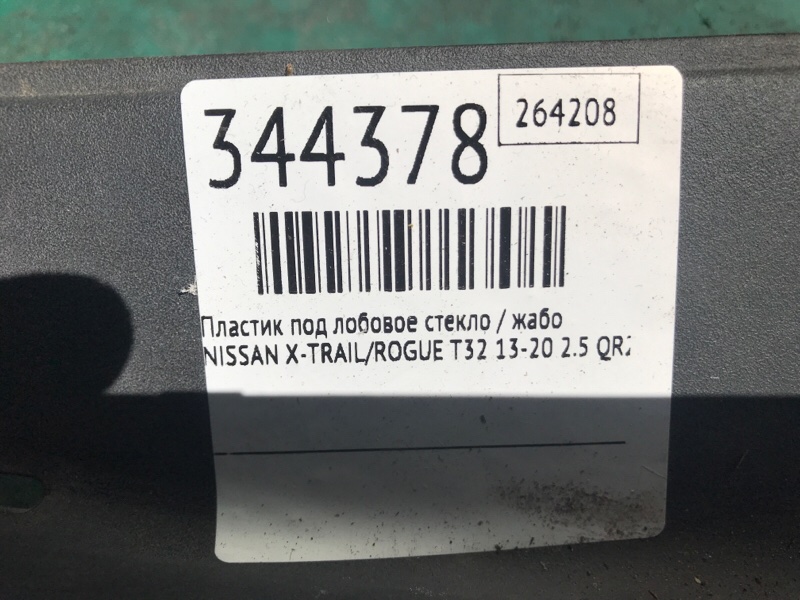 344378
264208
Пластик под лобовое стекло / жабо
NISSAN X-TRAIL/ROGUE T32 13-20 2.5